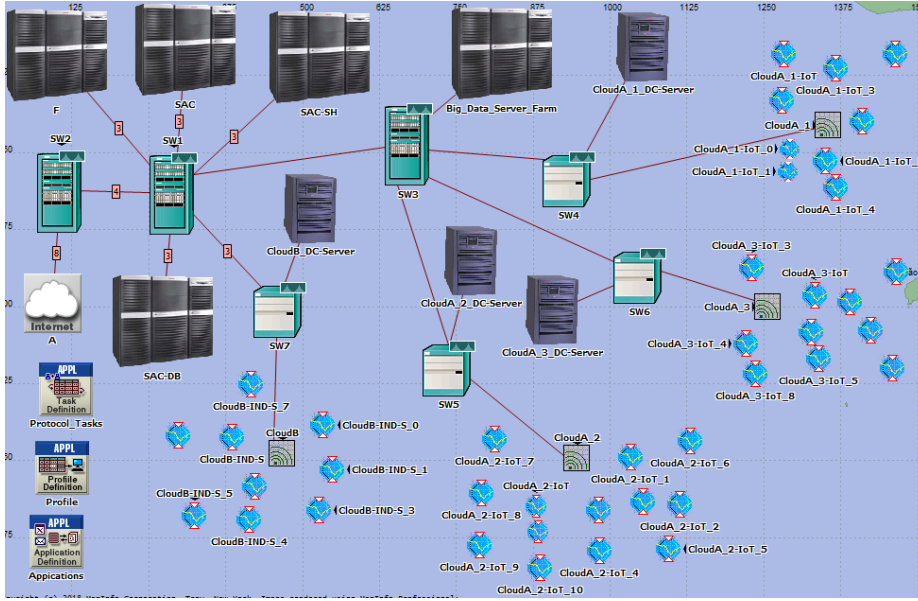 125
375
500
625
750
875
1000
1125
1250
1375
F
SAC
SAC-SH
Big_Data_Server_Farm
CloudA_1_DC-Server
CloudA_1-IoT
CloudA_1-IoT_3
CloudA_1
CloudA_1-IoT_0
CloudA_1-IoT_1
CloudA_1-IoT_4
3
3
3
SW2
SW1
SW3
SW4
4
3
3
8
CloudB_DC-Server
CloudA_2_DC-Server
CloudA_3_DC-Server
CloudA_3-IoT_3
CloudA_3-IoT
CloudA_3
CloudA_3-IoT_4
CloudA_3-IoT_5
CloudA_3-IoT_8
SW6
SW7
SW5
Internet
A
SAC-DB
APPL
Task
Definition
Protocol_Tasks
APPL
Profile
Definition
Profile
APPL
Application
Definition
Appications
CloudB-IND-S_7
CloudB-IND-S_0
CloudB
CloudB-IND-S
CloudB-IND-S_1
CloudB-IND-S_5
CloudB-IND-S_3
CloudB-IND-S_4
CloudA_2
CloudA_2-IoT_7
CloudA_2-IoT_6
CloudA_2-IoT_1
CloudA_2-IoT
CloudA_2-IoT_8
CloudA_2-IoT_2
CloudA_2-IoT_5
CloudA_2-IoT_9
CloudA_2-IoT_4
CloudA_2-IoT_10